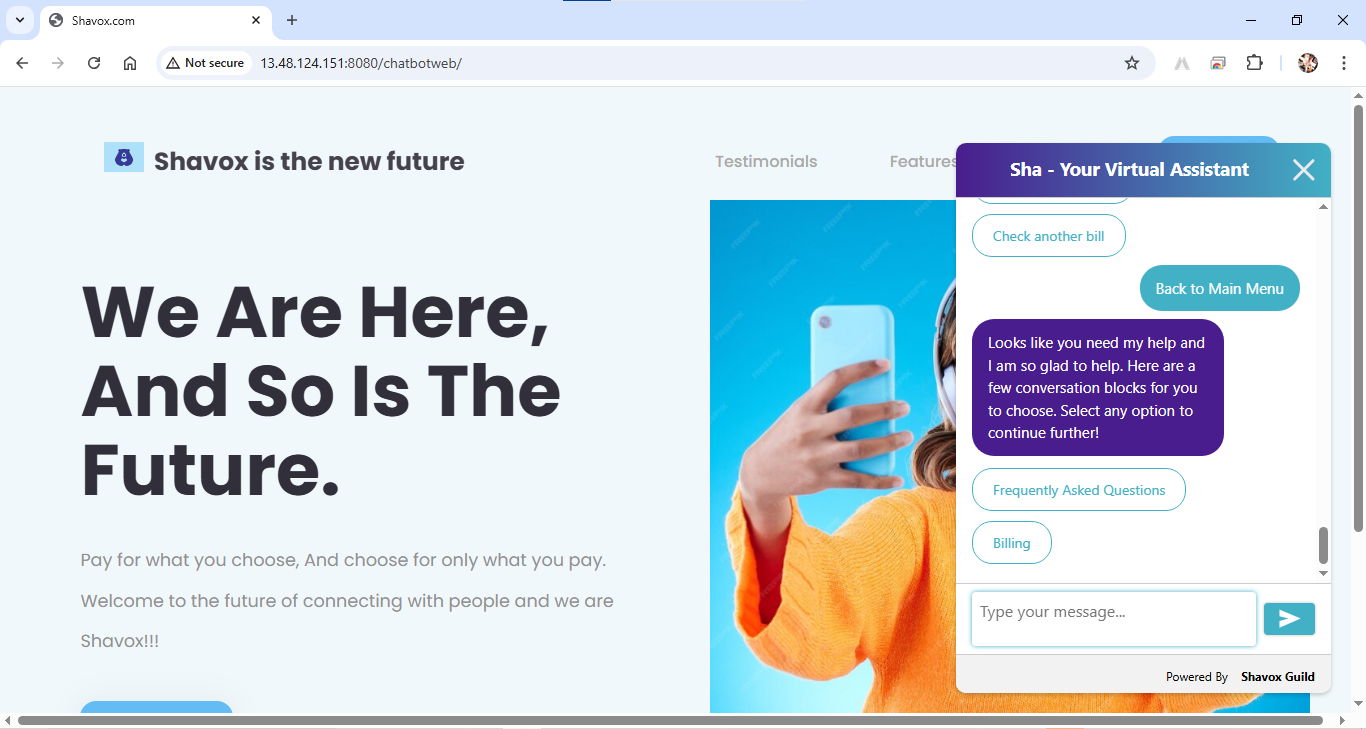 Shavox.com
Not secure
13.48.124.151:8080/chatbotweb/
Shavox is the new future
Testimonials
Features
We Are Here,
And So Is The
Future.
Pay for what you choose, And choose for only what you pay.
Welcome to the future of connecting with people and we are
Shavox!!!
Sha - Your Virtual Assistant
Check another bill
Back to Main Menu
Looks like you need my help and
I am so glad to help. Here are a
few conversation blocks for you
to choose. Select any option to
continue further!
Frequently Asked Questions
Billing
Type your message...
Powered By Shavox Guild